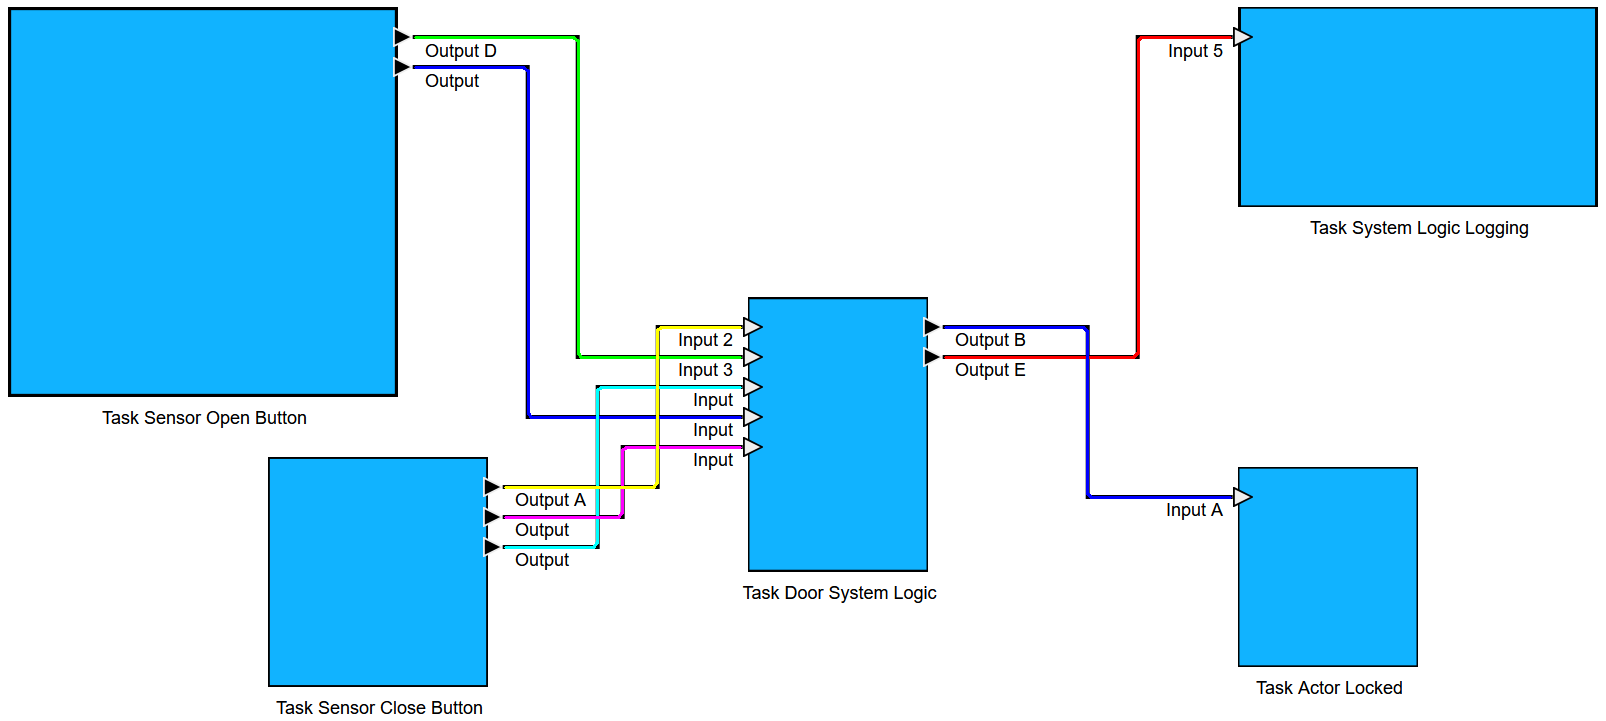 Output D
Output
Task Sensor Open Button
Input 5
Task System Logic Logging
Input 2
Input 3
Input
Input
Input
Output B
Output E
Task Door System Logic
Output A
Output
Output
Task Sensor Close Button
Input A
Task Actor Locked